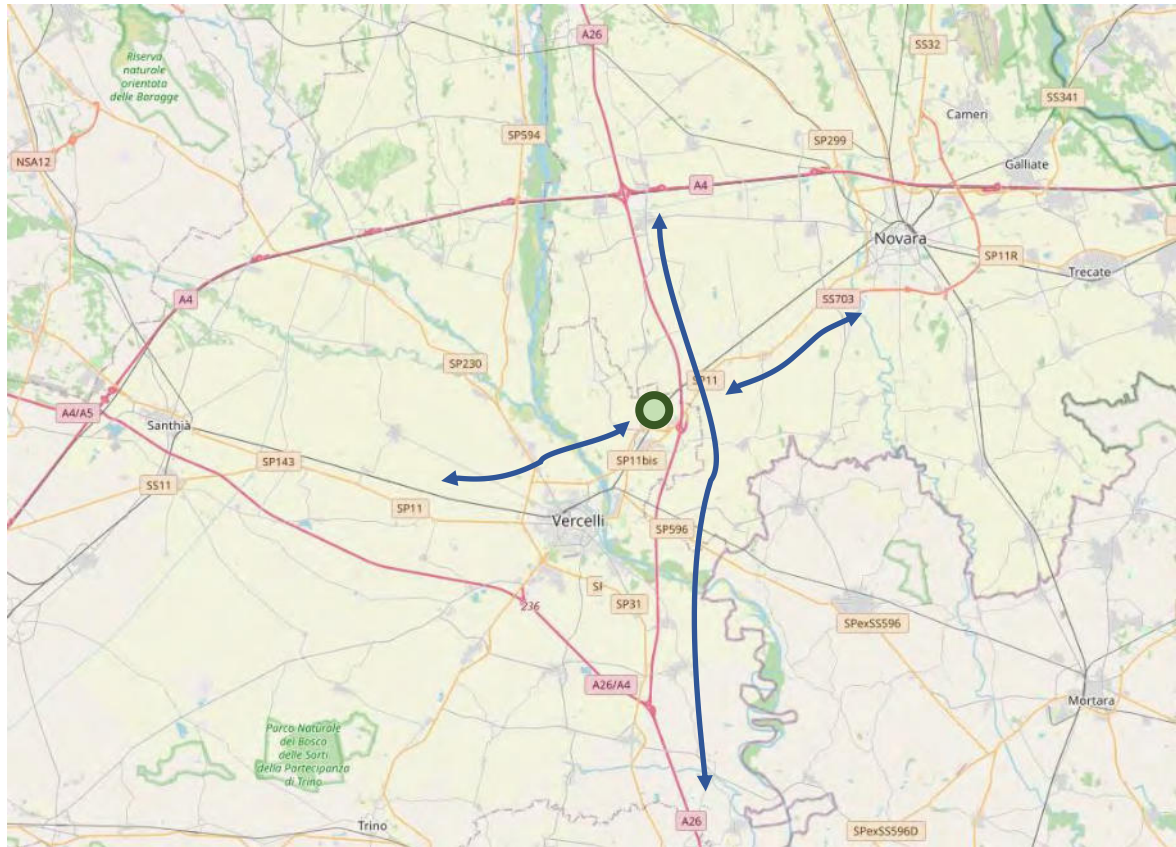 A26
SS32
Riserva
naturale
orientata
delle Baragge
SS341
Cameri
SP594
SP299
NSA12
Galliate
A4
Novara
SP11R
Trecate
A4
SS703
SP230
SP11
A4/A5
Santhià
SP143
SP11bis
SS11
SP11
Vercelli
SP596
SI
SP31
236
SPexSS596
A26/A4
Mortara
Parco Naturale
del Bosco
delle Sorti
della Partecipanza
di Trino
A26
Trino
SPexSS596D